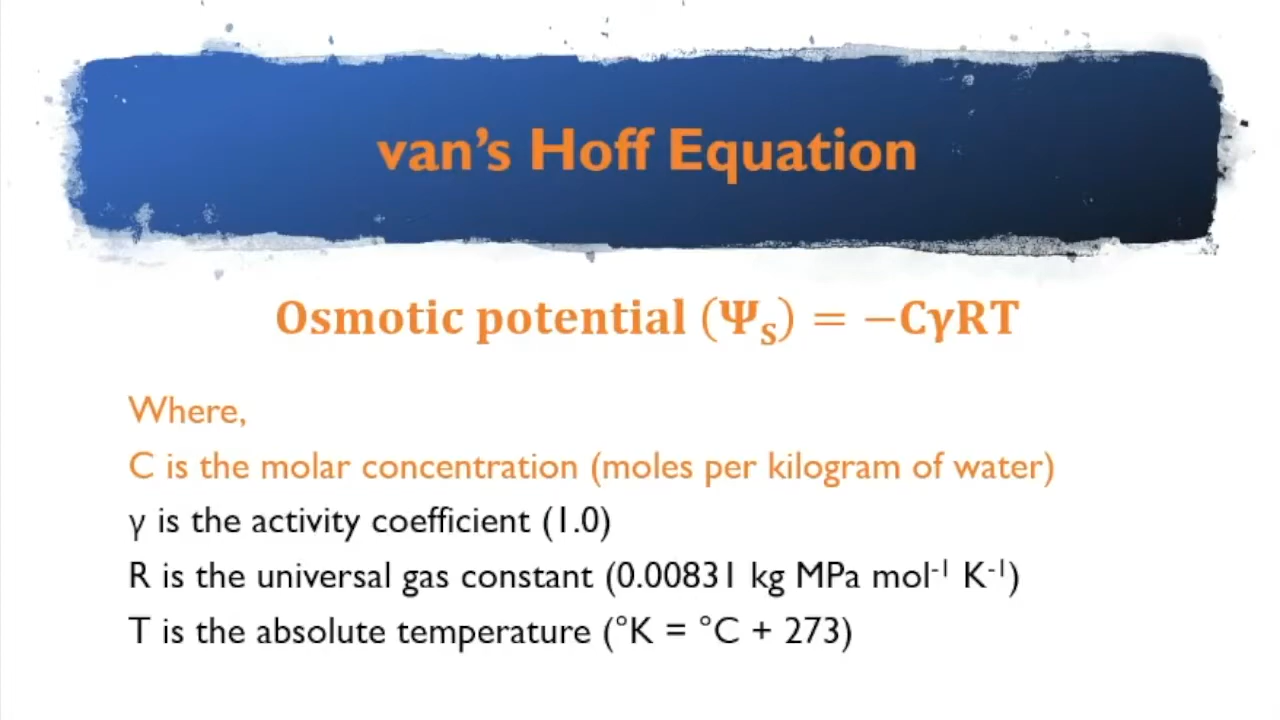 van’s Hoff Equation
Osmotic potential (Ψₛ) = −CγRT
Where,
C is the molar concentration (moles per kilogram of water)
γ is the activity coefficient (1.0)
R is the universal gas constant (0.00831 kg MPa mol⁻¹ K⁻¹)
T is the absolute temperature (°K = °C + 273)